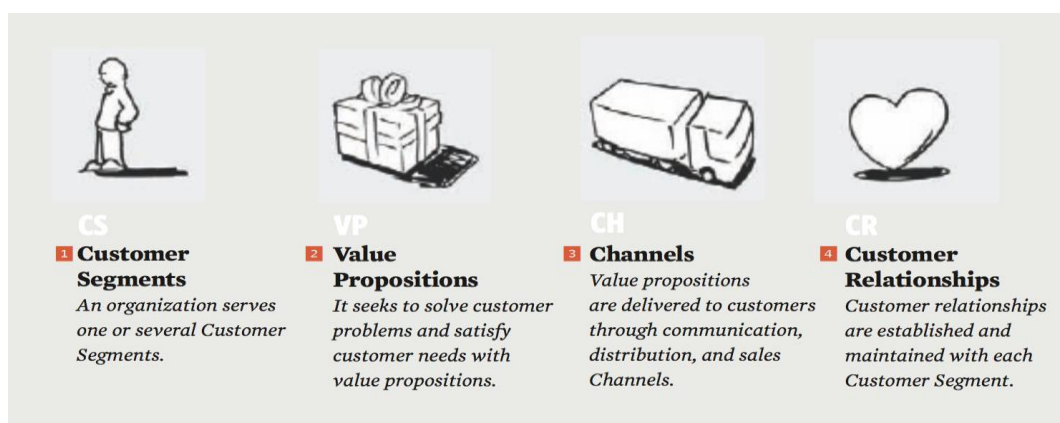 CS
1 Customer
Segments
An organization serves
one or several Customer
Segments.
VP
2 Value
Propositions
It seeks to solve customer
problems and satisfy
customer needs with
value propositions.
CH
3 Channels
Value propositions
are delivered to customers
through communication,
distribution, and sales
Channels.
CR
4 Customer
Relationships
Customer relationships
are established and
maintained with each
Customer Segment.